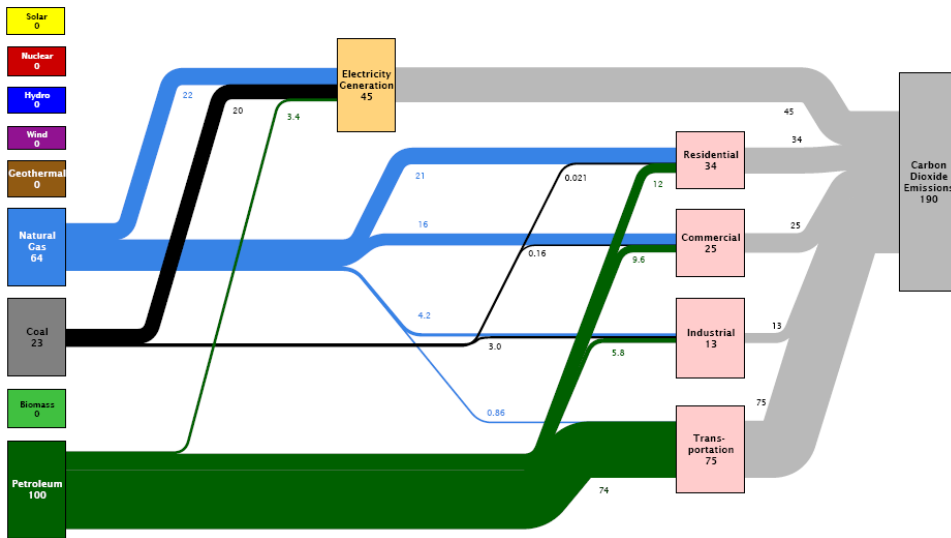 Solar
0
Nuclear
0
Hydro
0
Wind
0
Geothermal
0
Natural
Gas
64
Coal
23
Biomass
0
Petroleum
100
22
20
3.4
Electricity
Generation
45
21
16
4.2
0.86
0.021
0.16
3.0
12
9.6
5.8
74
Residential
34
Commercial
25
Industrial
13
Trans-
portation
75
45
34
25
13
75
Carbon
Dioxide
Emissions
190